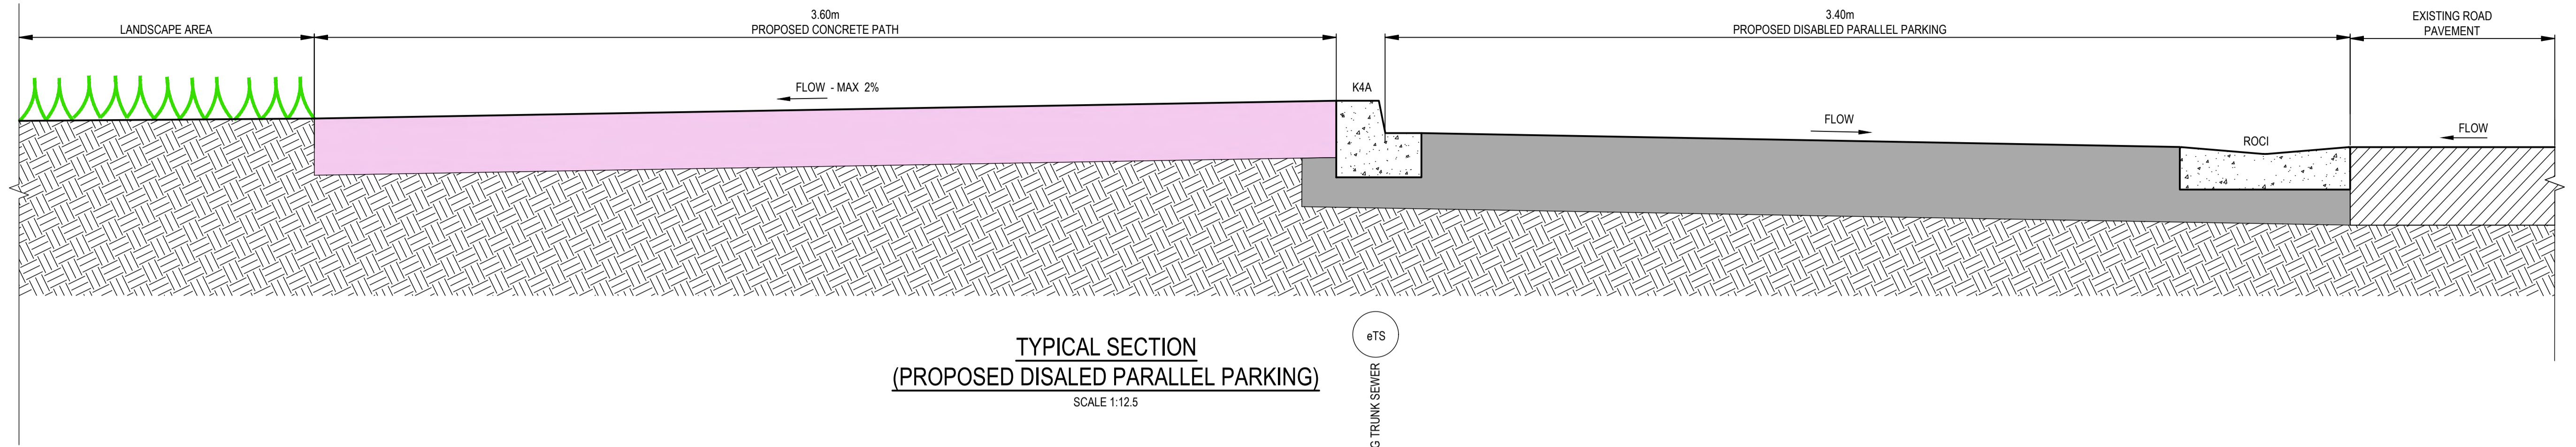 3.60m
PROPOSED CONCRETE PATH
3.40m
PROPOSED DISABLED PARALLEL PARKING
EXISTING ROAD
PAVEMENT
LANDSCAPE AREA
FLOW - MAX 2%
K4A
FLOW
ROCI
FLOW
TYPICAL SECTION
(PROPOSED DISALED PARALLEL PARKING)
SCALE 1:12.5
eTS
G TRUNK SEWER